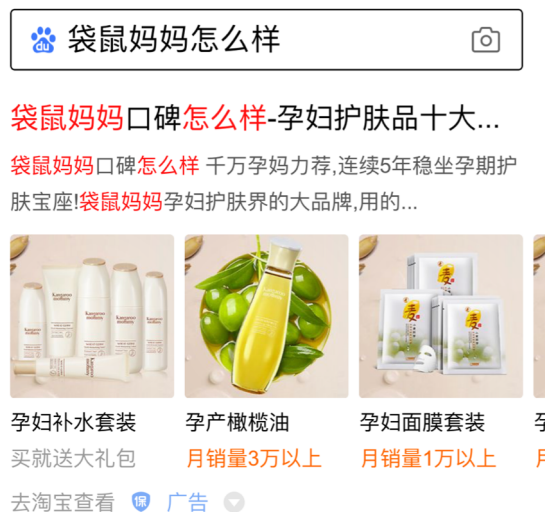 du 袋鼠妈妈怎么样
袋鼠妈妈口碑怎么样-孕妇护肤品十大...
袋鼠妈妈口碑怎么样 千万孕妈力荐,连续5年稳坐孕期护
肤宝座!袋鼠妈妈孕妇护肤界的大品牌,用的...
Kangaroo
mommy
麦
孕妇补水套装
孕产橄榄油
孕妇面膜套装
买就送大礼包
月销量3万以上
月销量1万以上
去淘宝查看 保 广告